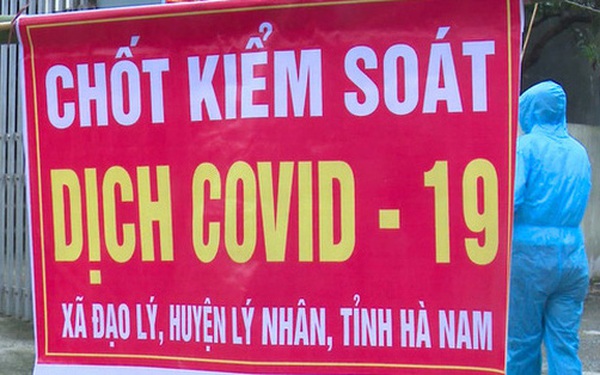 CHỐT KIỂM SOÁT
DỊCH COVID - 19
XÃ ĐẠO LÝ, HUYỆN LÝ NHÂN, TỈNH HÀ NAM